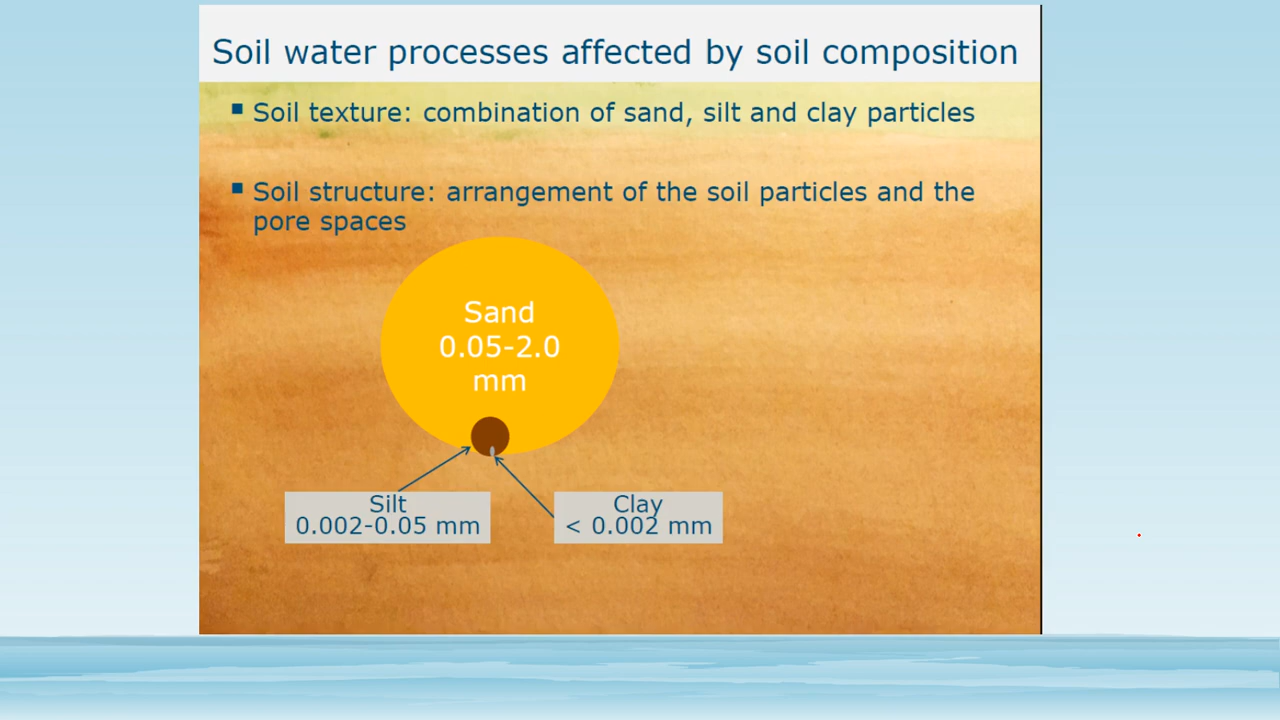 Soil water processes affected by soil composition
Soil texture: combination of sand, silt and clay particles
Soil structure: arrangement of the soil particles and the
pore spaces
Sand
0.05-2.0
mm
Silt
0.002-0.05 mm
Clay
< 0.002 mm